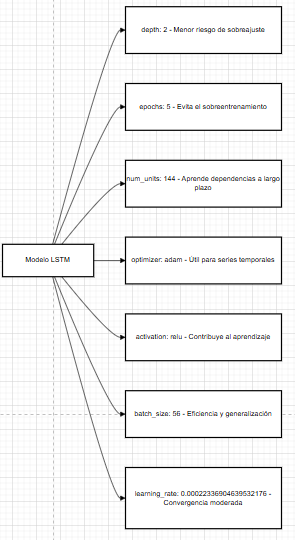 depth: 2 - Menor riesgo de sobreajuste
epochs: 5 - Evita el sobreentrenamiento
num_units: 144 - Aprende dependencias a largo
plazo
Modelo LSTM
optimizer: adam - Útil para series temporales
activation: relu - Contribuye al aprendizaje
batch_size: 56 - Eficiencia y generalización
learning_rate: 0.00022336904639532176 -
Convergencia moderada